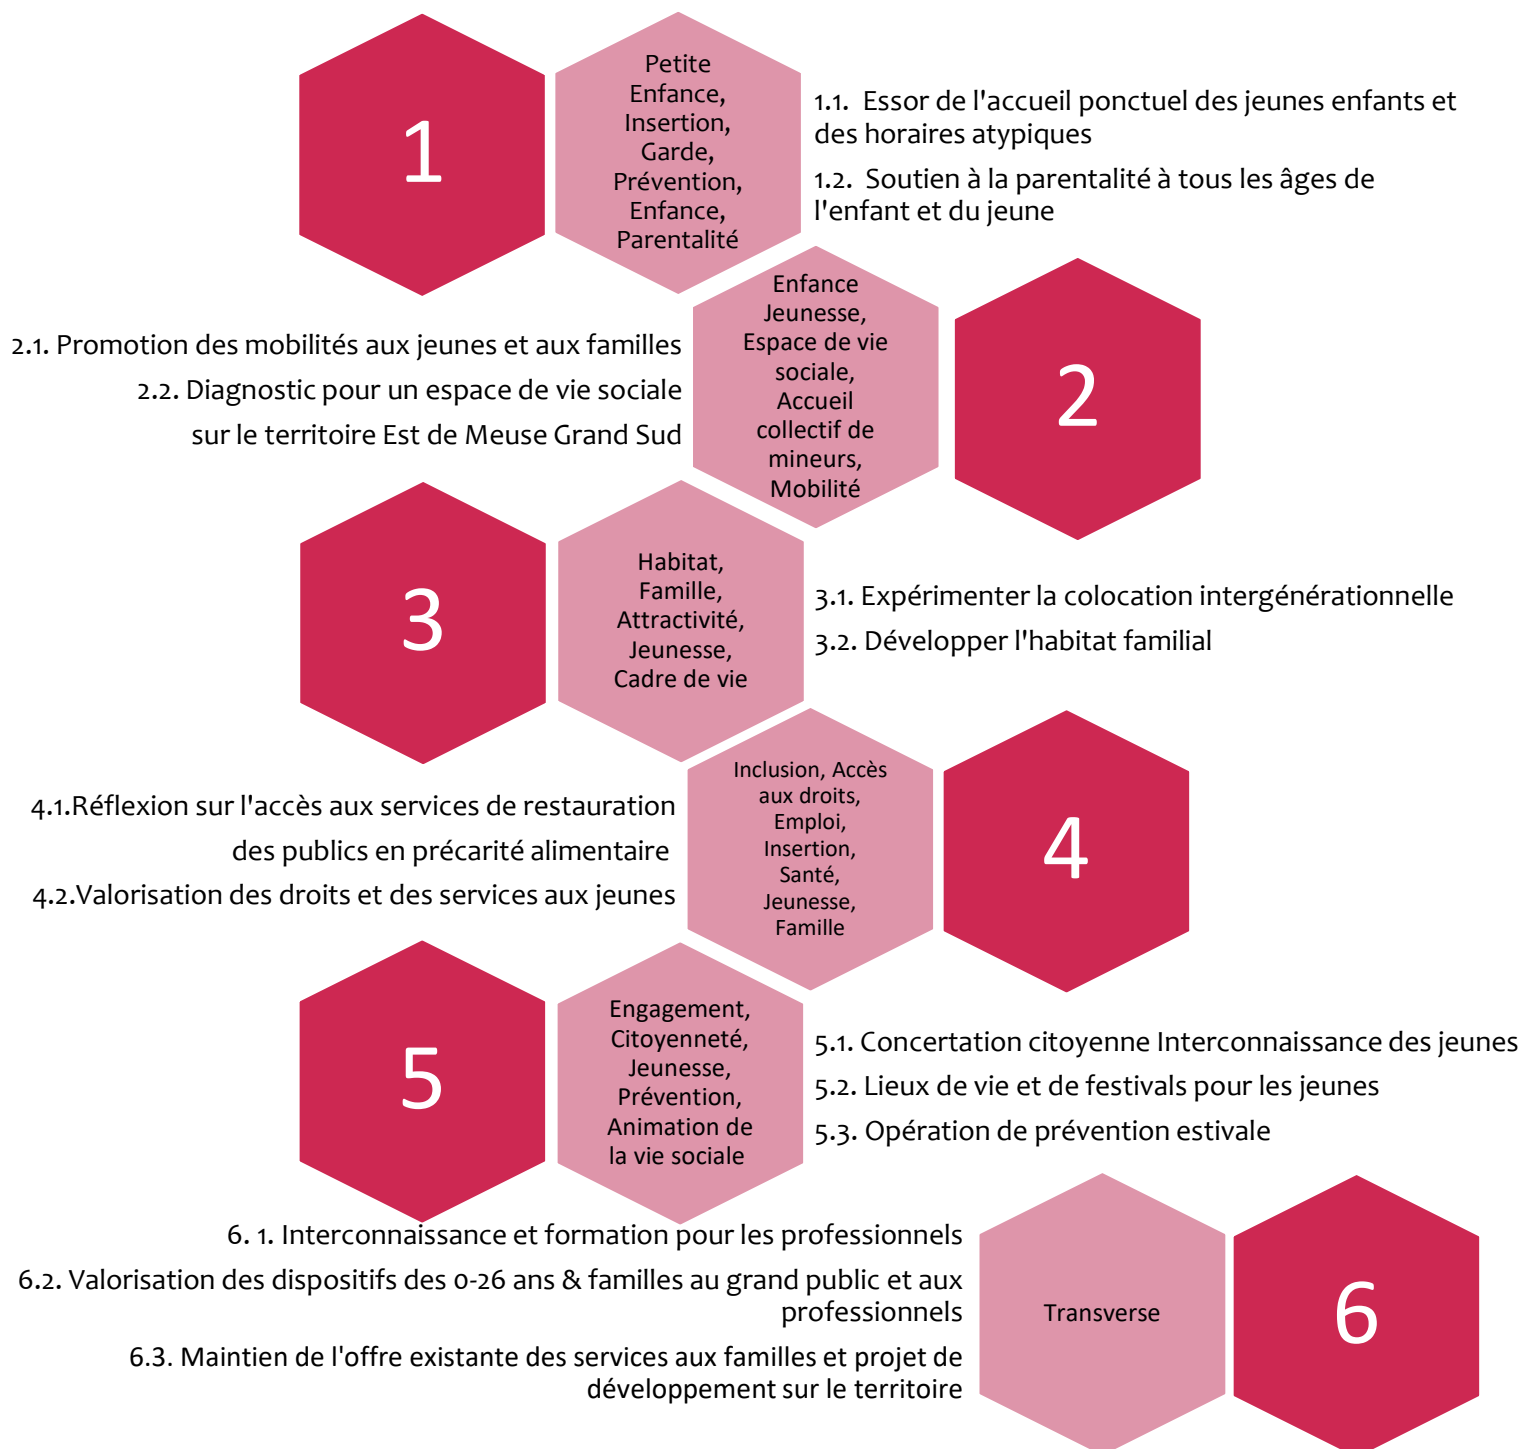 1
Petite
Enfance,
Insertion,
Garde,
Prévention,
Enfance,
Parentalité
1.1. Essor de l'accueil ponctuel des jeunes enfants et
des horaires atypiques
1.2. Soutien à la parentalité à tous les âges de
l'enfant et du jeune
2.1. Promotion des mobilités aux jeunes et aux familles
2.2. Diagnostic pour un espace de vie sociale
sur le territoire Est de Meuse Grand Sud
Enfance
Jeunesse,
Espace de vie
sociale,
Accueil
collectif de
mineurs,
Mobilité
2
3
Habitat,
Famille,
Attractivité,
Jeunesse,
Cadre de vie
3.1. Expérimenter la colocation intergénérationnelle
3.2. Développer l'habitat familial
4.1.Réflexion sur l'accès aux services de restauration
des publics en précarité alimentaire
4.2.Valorisation des droits et des services aux jeunes
Inclusion, Accès
aux droits,
Emploi,
Insertion,
Santé,
Jeunesse,
Famille
4
5
Engagement,
Citoyenneté,
Jeunesse,
Prévention,
Animation de
la vie sociale
5.1. Concertation citoyenne Interconnaissance des jeunes
5.2. Lieux de vie et de festivals pour les jeunes
5.3. Opération de prévention estivale
6. 1. Interconnaissance et formation pour les professionnels
6.2. Valorisation des dispositifs des 0-26 ans & familles au grand public et aux
professionnels
6.3. Maintien de l'offre existante des services aux familles et projet de
développement sur le territoire
Transverse
6